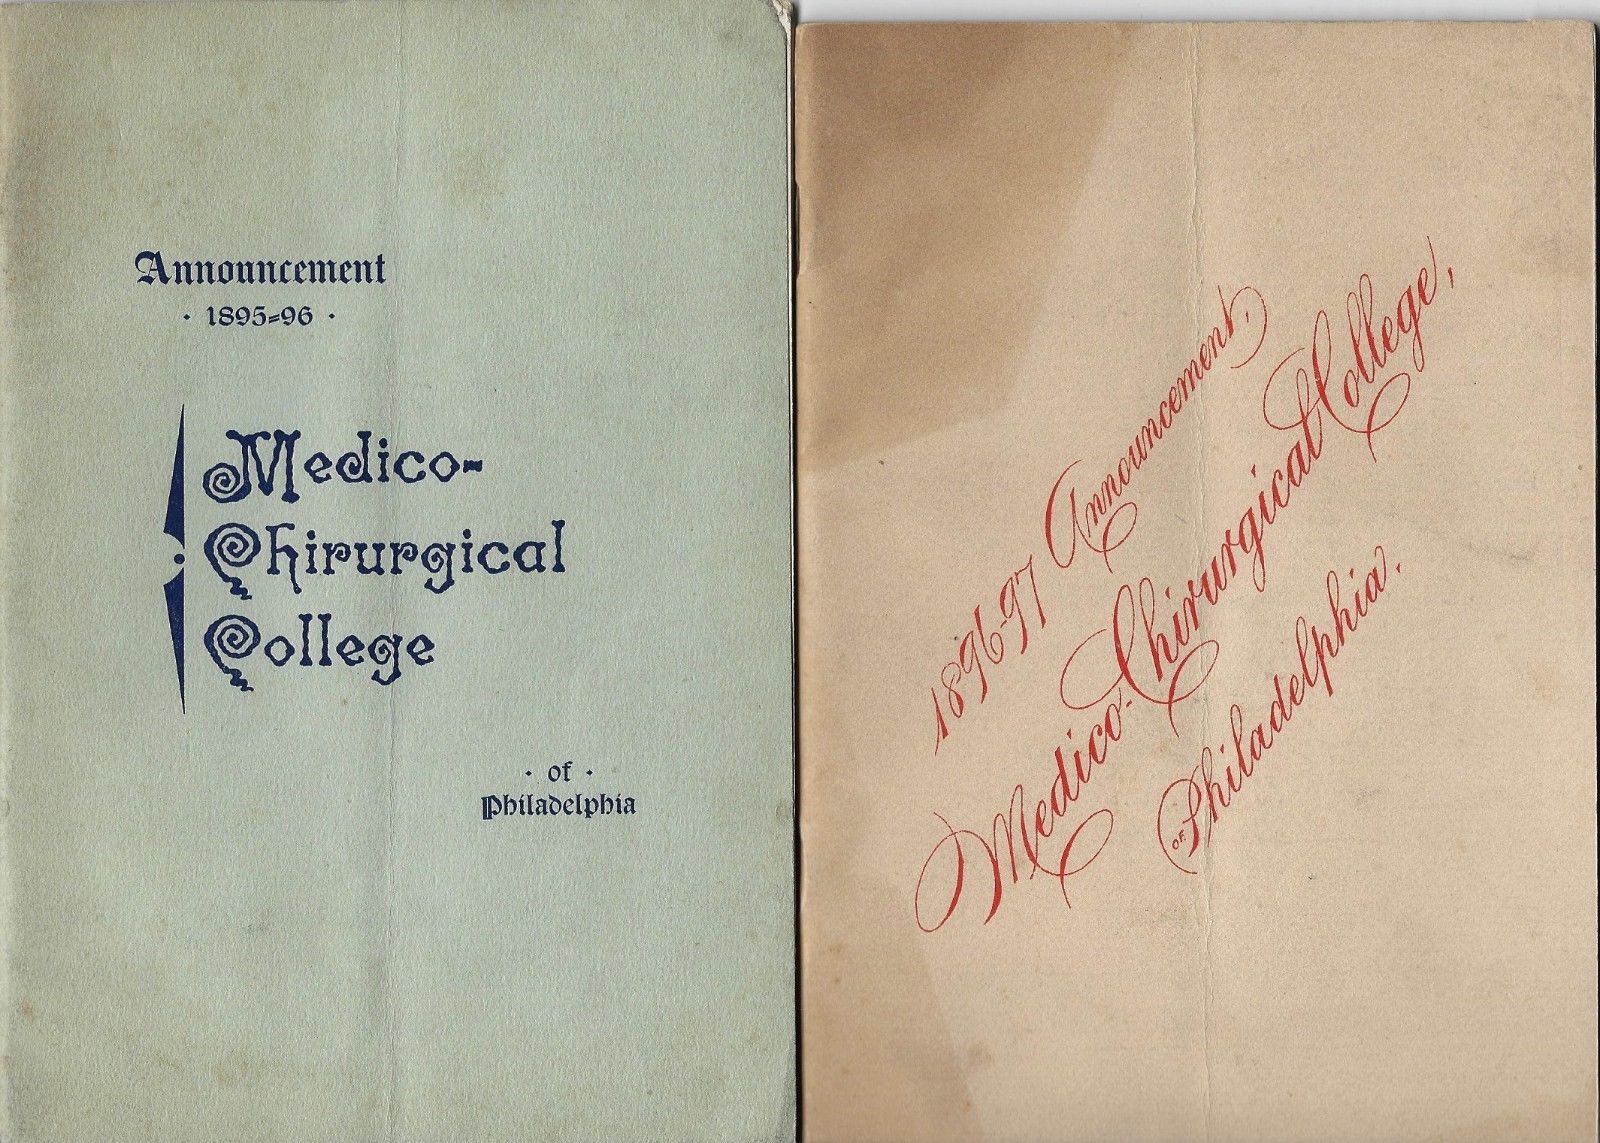 Announcement
· 1895=96 ·
Medico-
Chirurgical
College
· of ·
Philadelphia
1896-97 Announcement.
Medico-Chirurgical College,
OF Philadelphia.